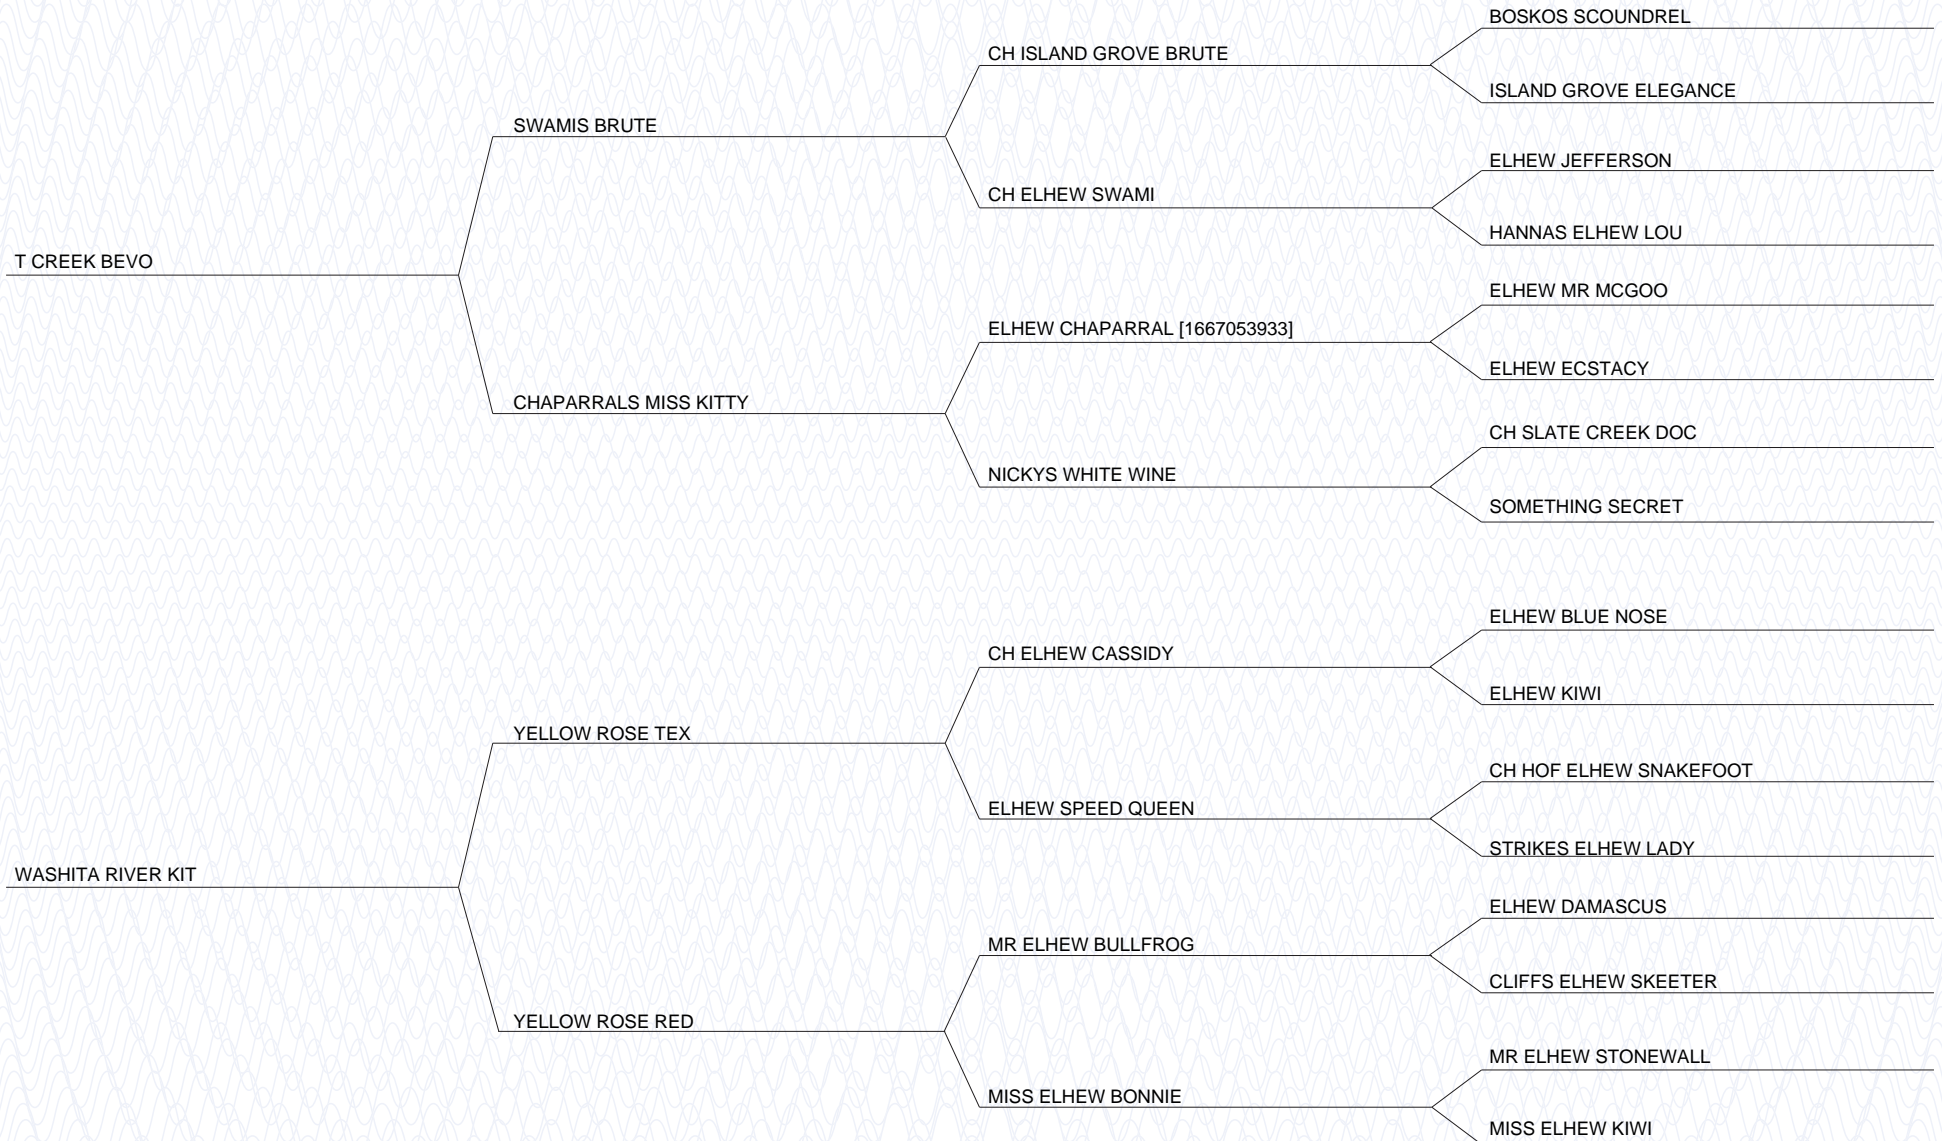 BOSKOS SCOUNDREL
CH ISLAND GROVE BRUTE
ISLAND GROVE ELEGANCE
SWAMIS BRUTE
ELHEW JEFFERSON
CH ELHEW SWAMI
HANNAS ELHEW LOU
T CREEK BEVO
ELHEW MR MCGOO
ELHEW CHAPARRAL [1667053933]
ELHEW ECSTACY
CHAPARRALS MISS KITTY
CH SLATE CREEK DOC
NICKYS WHITE WINE
SOMETHING SECRET
ELHEW BLUE NOSE
CH ELHEW CASSIDY
ELHEW KIWI
YELLOW ROSE TEX
CH HOF ELHEW SNAKEFOOT
ELHEW SPEED QUEEN
STRIKES ELHEW LADY
WASHITA RIVER KIT
ELHEW DAMASCUS
MR ELHEW BULLFROG
CLIFFS ELHEW SKEETER
YELLOW ROSE RED
MR ELHEW STONEWALL
MISS ELHEW BONNIE
MISS ELHEW KIWI